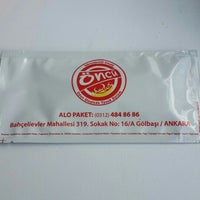 öncü
ALO PAKET: (0312) 484 86 86
Bahçelievler Mahallesi 319. Sokak No: 16/A Gölbaşı / ANKARA